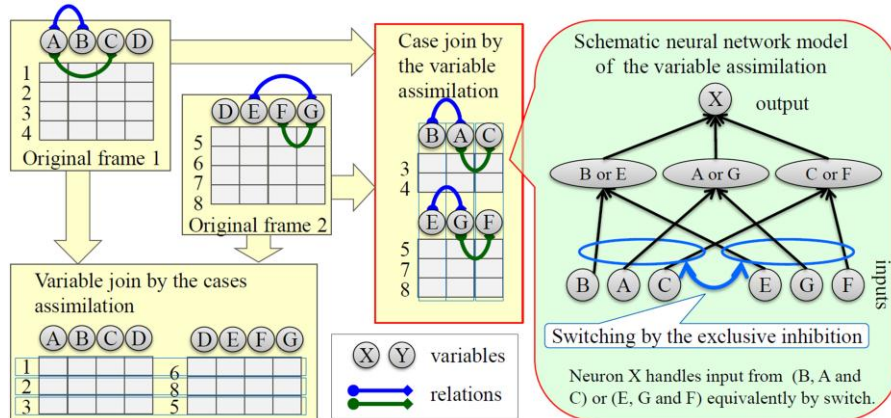 A B C D
1
2
3
4
Original frame 1
D E F G
5
6
7
8
Original frame 2
Case join by
the variable
assimilation
B A C
3
4
E G F
5
7
8
Variable join by the cases
assimilation
A B C D
1
2
3
D E F G
6
8
5
X Y variables
relations
Schematic neural network model
of the variable assimilation
X output
B or E A or G C or F
B A C E G F
inputs
Switching by the exclusive inhibition
Neuron X handles input from (B, A and
C) or (E, G and F) equivalently by switch.